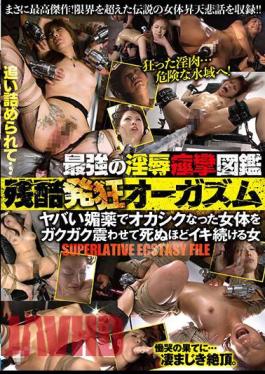 まさに最高傑作!限界を超えた伝説の女体昇天悲話を収録!!
狂った淫肉…
危険な水域へ!
追い詰められて…
最強の淫辱痙攣図鑑
残酷発狂オーガズム
ヤバい媚薬でオカシクなった女体を
ガクガク震わせて死ぬほどイキ続ける女
SUPERLATIVE ECSTASY FILE
慟哭の果てに…
凄まじき絶頂。